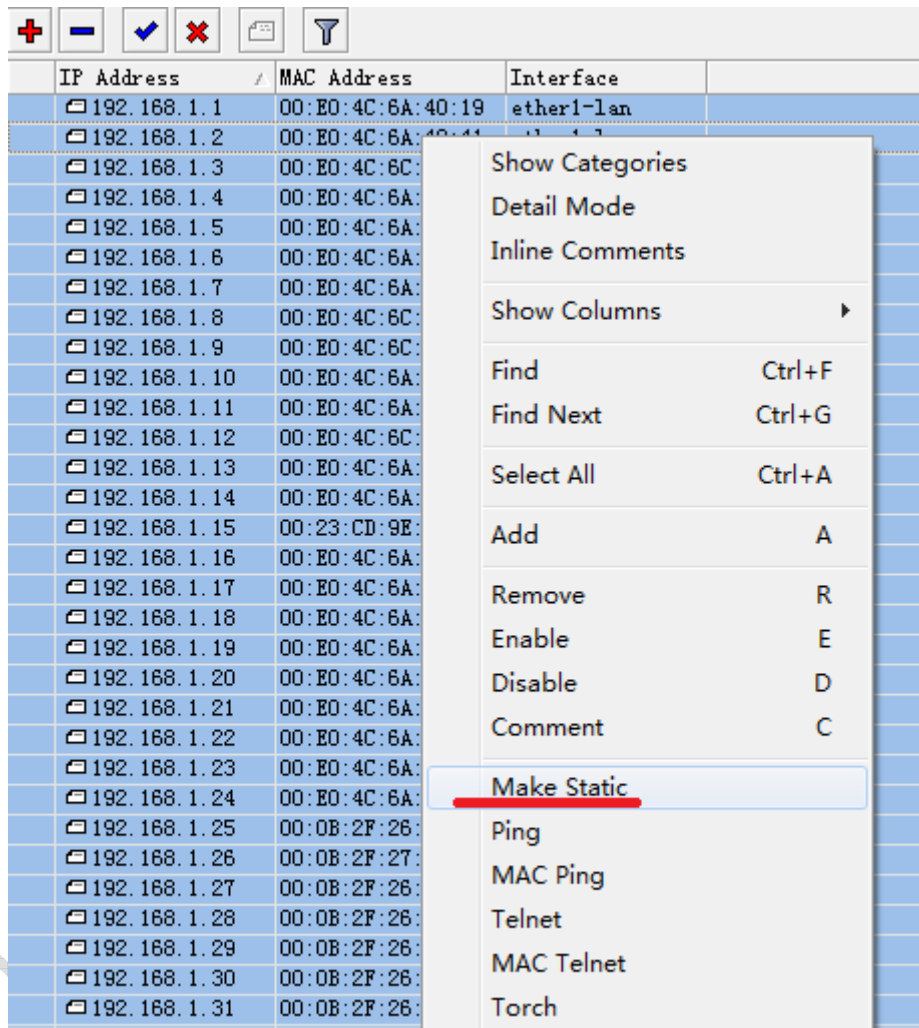 IP Address MAC Address Interface
192.168.1.1 00:E0:4C:6A:40:19 ether1-lan
192.168.1.2 00:E0:4C:6A:
192.168.1.3 00:E0:4C:6C:
192.168.1.4 00:E0:4C:6A:
192.168.1.5 00:E0:4C:6A:
192.168.1.6 00:E0:4C:6A:
192.168.1.7 00:E0:4C:6A:
192.168.1.8 00:E0:4C:6C:
192.168.1.9 00:E0:4C:6C:
192.168.1.10 00:E0:4C:6A:
192.168.1.11 00:E0:4C:6A:
192.168.1.12 00:E0:4C:6C:
192.168.1.13 00:E0:4C:6A:
192.168.1.14 00:E0:4C:6A:
192.168.1.15 00:23:CD:9E:
192.168.1.16 00:E0:4C:6A:
192.168.1.17 00:E0:4C:6A:
192.168.1.18 00:E0:4C:6A:
192.168.1.19 00:E0:4C:6A:
192.168.1.20 00:E0:4C:6A:
192.168.1.21 00:E0:4C:6A:
192.168.1.22 00:E0:4C:6A:
192.168.1.23 00:E0:4C:6A:
192.168.1.24 00:E0:4C:6A:
192.168.1.25 00:0B:2F:26:
192.168.1.26 00:0B:2F:27:
192.168.1.27 00:0B:2F:26:
192.168.1.28 00:0B:2F:26:
192.168.1.29 00:0B:2F:26:
192.168.1.30 00:0B:2F:26:
192.168.1.31 00:0B:2F:26:
Show Categories
Detail Mode
Inline Comments
Show Columns
Find Ctrl+F
Find Next Ctrl+G
Select All Ctrl+A
Add A
Remove R
Enable E
Disable D
Comment C
Make Static
Ping
MAC Ping
Telnet
MAC Telnet
Torch